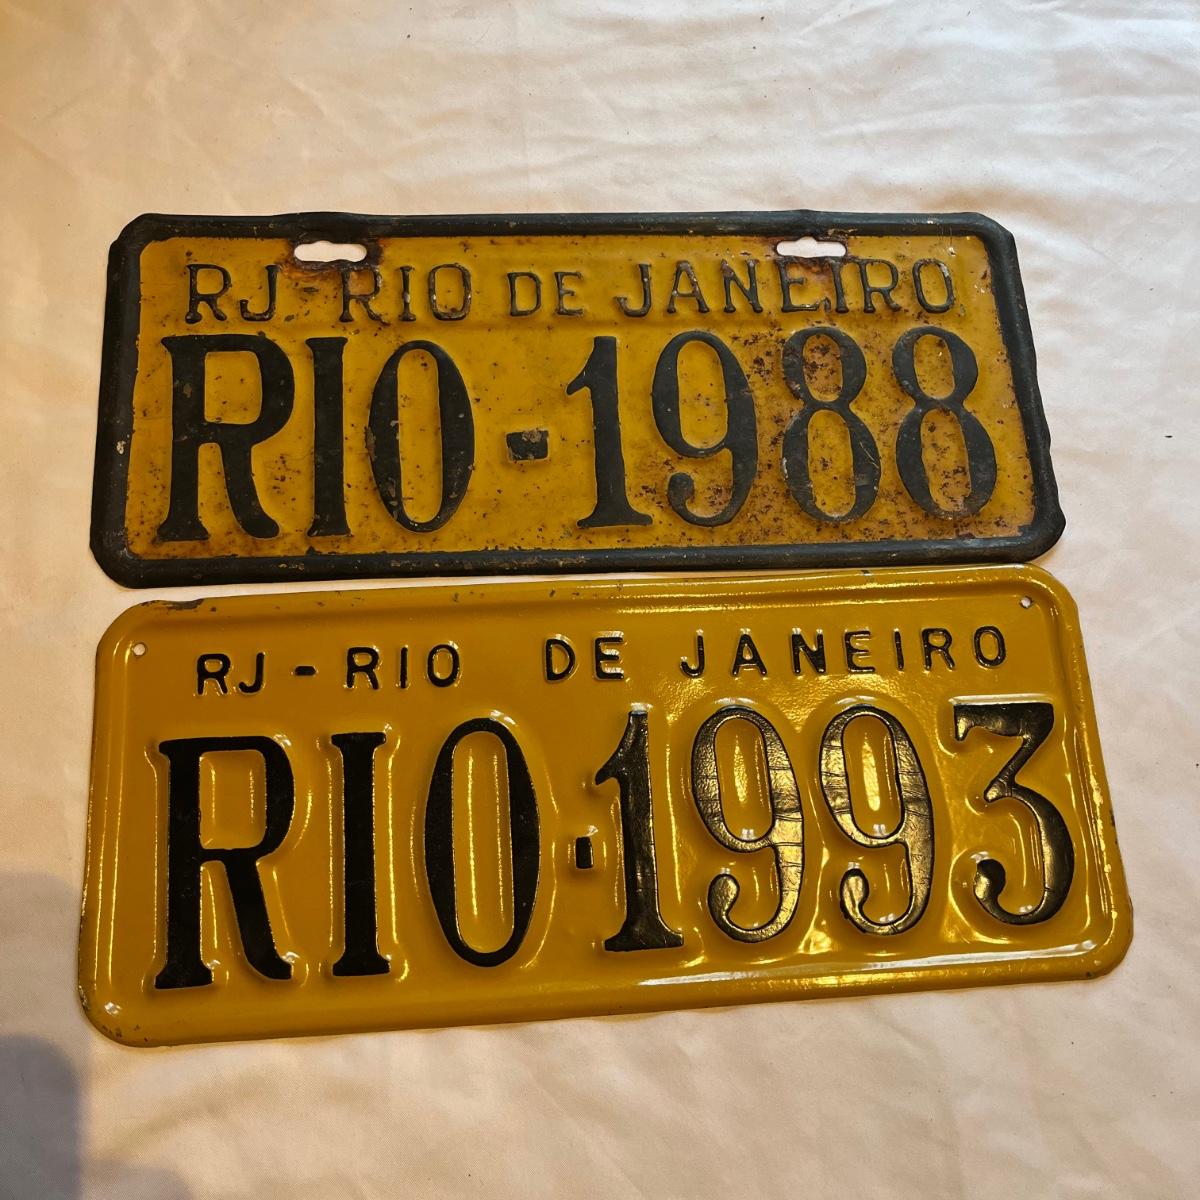 RJ RIO DE JANEIRO
RIO-1988
RJ-RIO DE JANEIRO
RIO-1993